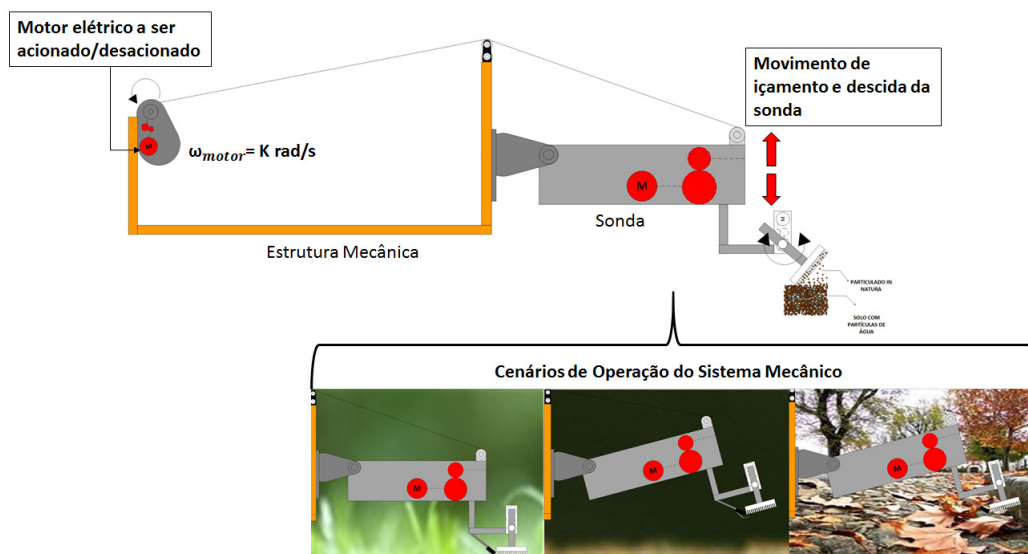 Motor elétrico a ser
acionado/desacionado
ω𝑚𝑜𝑡𝑜𝑟= K rad/s
M
Estrutura Mecânica
M
Sonda
Movimento de
içamento e descida da
sonda
M
PARTICULADO IN
NATURA
SOLO COM
PARTÍCULAS DE
ÁGUA
Cenários de Operação do Sistema Mecânico
M
M
M